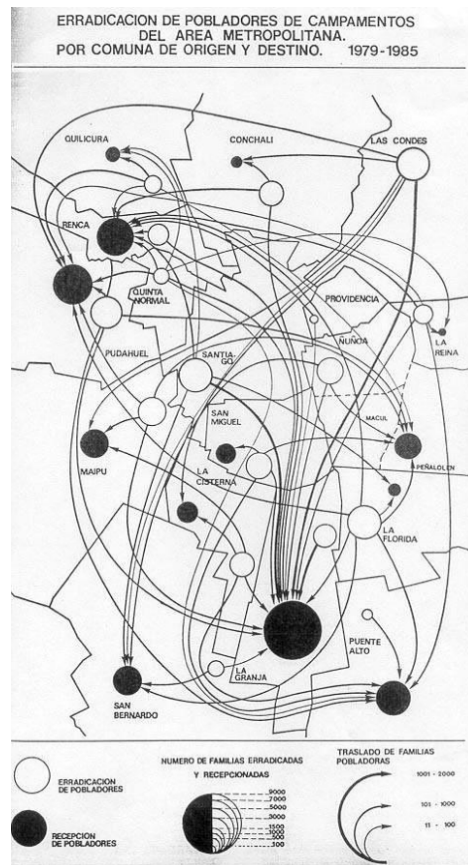 ERRADICACION DE POBLADORES DE CAMPAMENTOS
DEL AREA METROPOLITANA.
POR COMUNA DE ORIGEN Y DESTINO. 1979-1985
QUILICURA
CONCHALI
LAS CONDES
RENCA
QUINTA
NORMAL
PROVIDENCIA
LA
REINA
PUDAHUEL
SANTIA-
GO
ÑUÑOA
SAN
MIGUEL
MACUL
PEÑALOLEN
MAIPU
LA
CISTERNA
LA
FLORIDA
PUENTE
ALTO
LA
GRANJA
SAN
BERNARDO
ERRADICACION
DE POBLADORES
RECEPCION
DE POBLADORES
NUMERO DE FAMILIAS ERRADICADAS
Y RECEPCIONADAS
9000
7000
5000
3000
1500
1000
500
100
TRASLADO DE FAMILIAS
POBLADORAS
1001 - 2000
101 - 1000
11 - 100